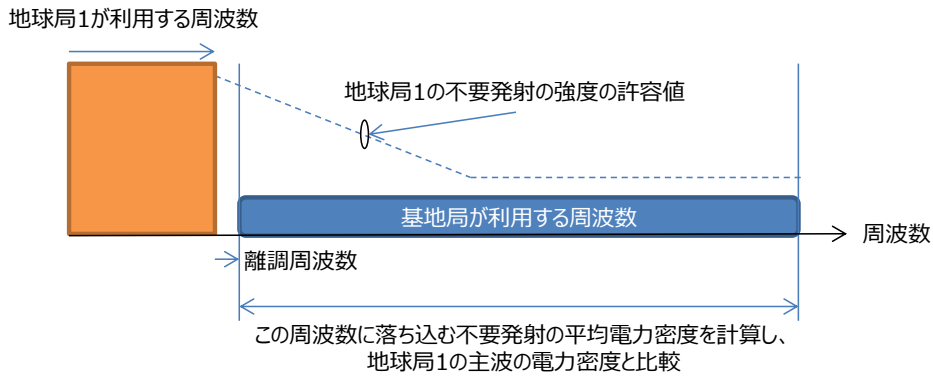 地球局1が利用する周波数
地球局1の不要発射の強度の許容値
基地局が利用する周波数
周波数
離調周波数
この周波数に落ち込む不要発射の平均電力密度を計算し、
地球局1の主波の電力密度と比較